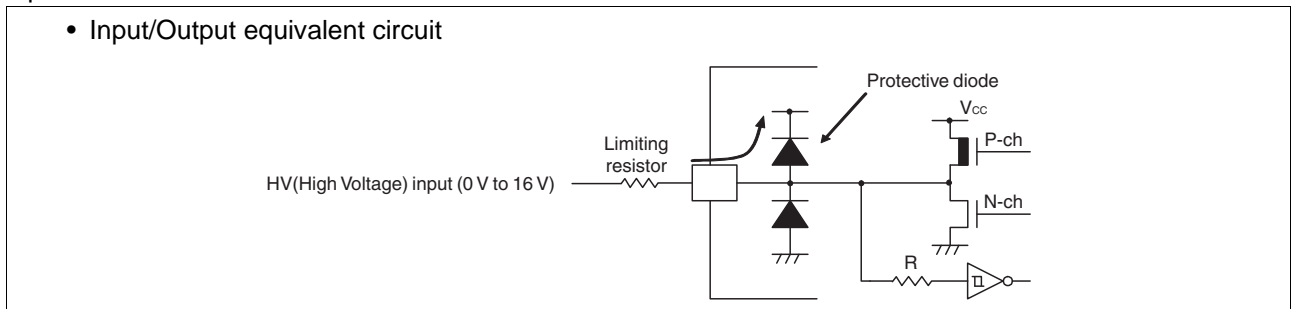 • Input/Output equivalent circuit
Protective diode
Vcc
P-ch
Limiting
resistor
HV(High Voltage) input (0 V to 16 V)
N-ch
R